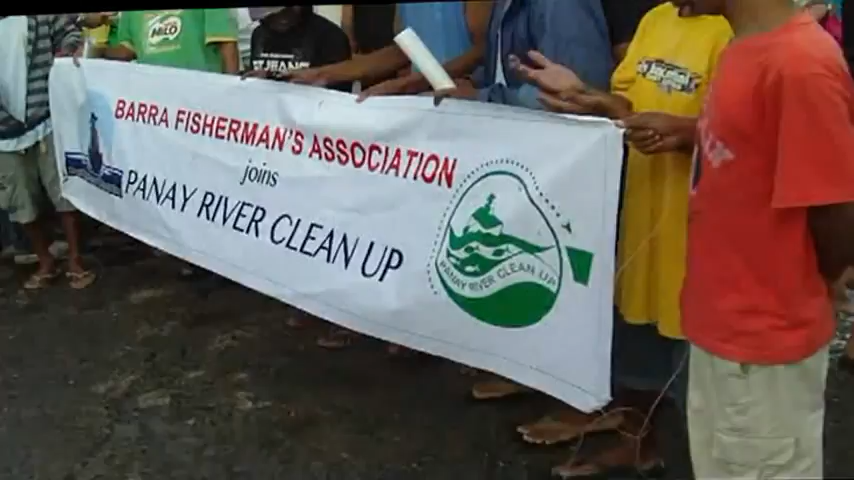 MILO
BARRA FISHERMAN'S ASSOCIATION
joins
PANAY RIVER CLEAN UP
PANAY RIVER CLEAN UP